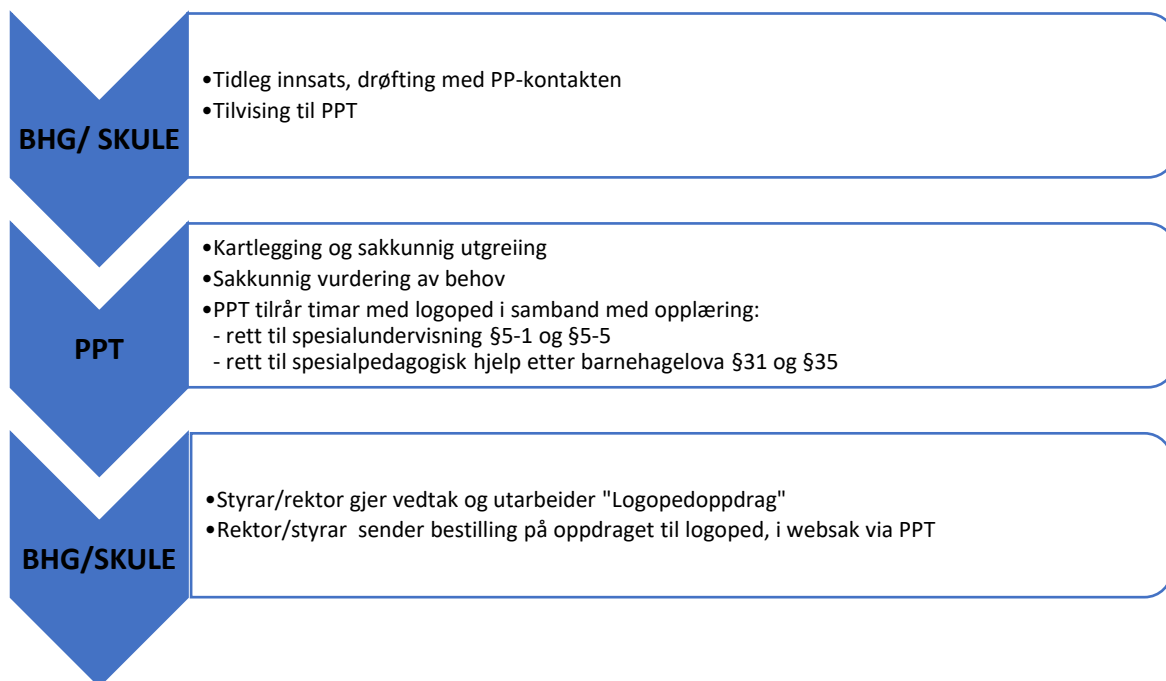 BHG/ SKULE
•Tidleg innsats, drøfting med PP-kontakten
•Tilvising til PPT
PPT
•Kartlegging og sakkunnig utgreiing
•Sakkunnig vurdering av behov
•PPT tilrår timar med logoped i samband med opplæring:
- rett til spesialundervisning §5-1 og §5-5
- rett til spesialpedagogisk hjelp etter barnehagelova §31 og §35
BHG/SKULE
•Styrar/rektor gjer vedtak og utarbeider "Logopedoppdrag"
•Rektor/styrar  sender bestilling på oppdraget til logoped, i websak via PPT